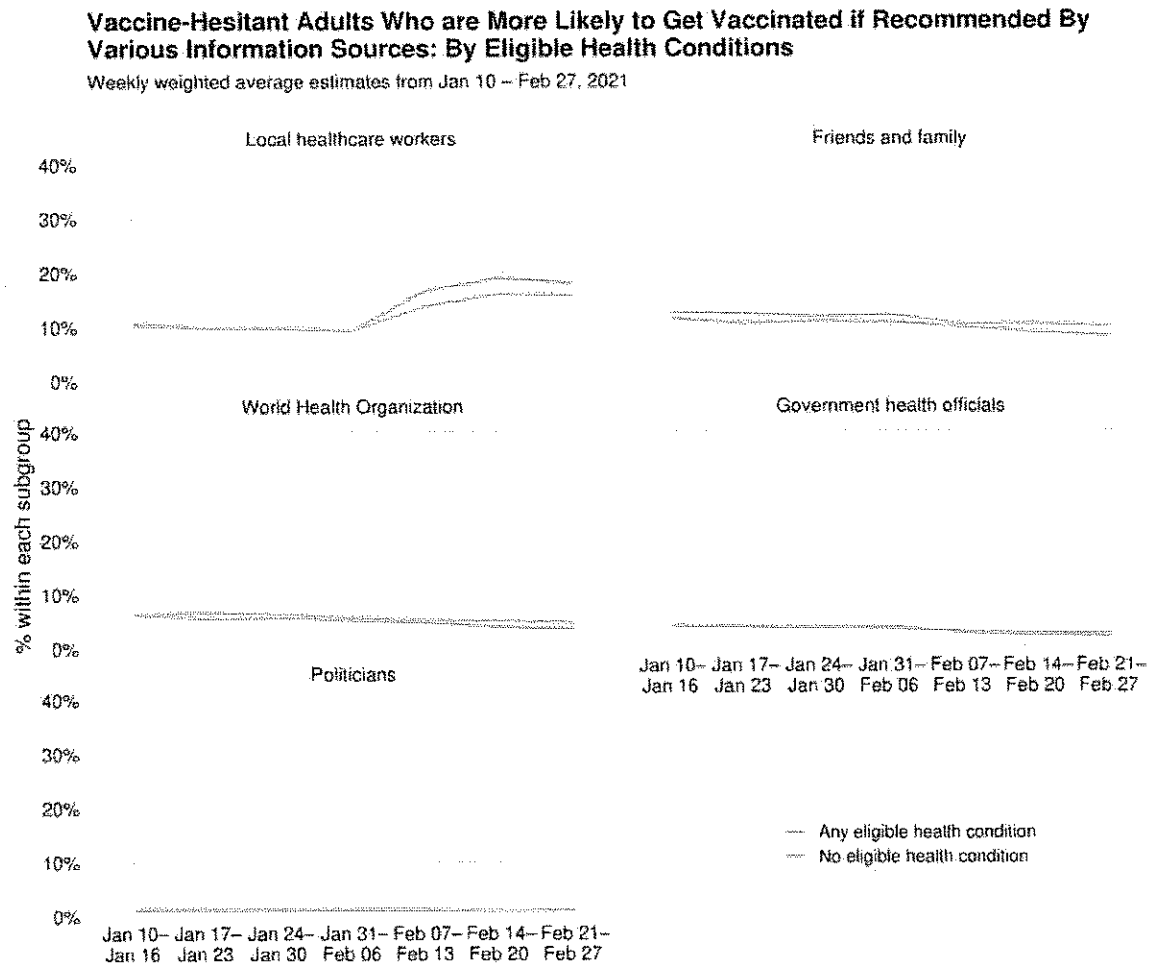 Vaccine-Hesitant Adults Who are More Likely to Get Vaccinated if Recommended By
Various Information Sources: By Eligible Health Conditions
Weekly weighted average estimates from Jan 10 – Feb 27, 2021
Local healthcare workers
Friends and family
40%
30%
20%
10%
0%
World Health Organization
Government health officials
% within each subgroup
40%
30%
20%
10%
0%
Jan 10– Jan 17– Jan 24– Jan 31– Feb 07– Feb 14– Feb 21–
Jan 16 Jan 23 Jan 30 Feb 06 Feb 13 Feb 20 Feb 27
Politicians
40%
30%
20%
10%
0%
Any eligible health condition
No eligible health condition
Jan 10– Jan 17– Jan 24– Jan 31– Feb 07– Feb 14– Feb 21–
Jan 16 Jan 23 Jan 30 Feb 06 Feb 13 Feb 20 Feb 27